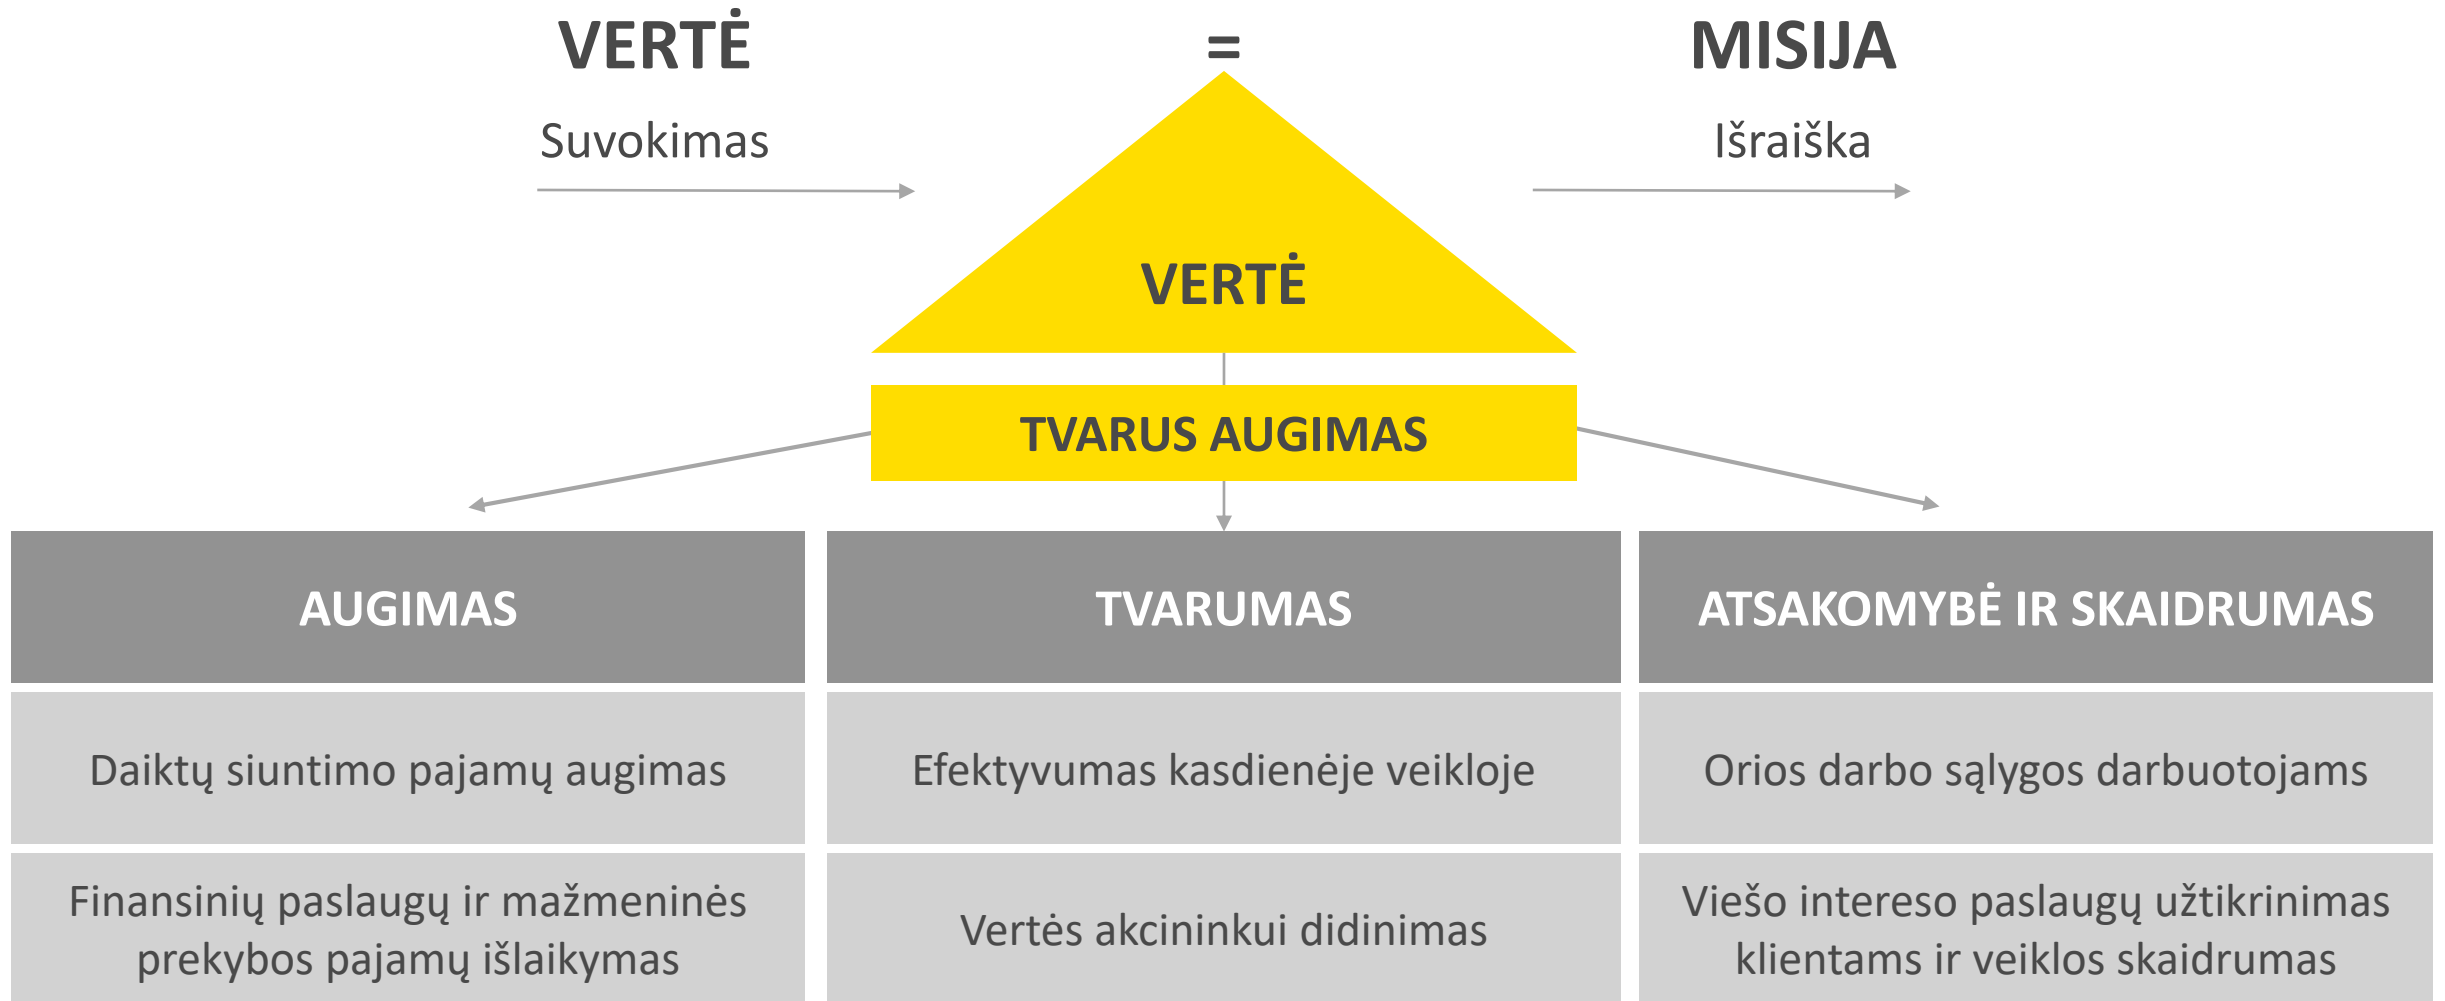 VERTĖ
=
MISIJA
Suvokimas
Išraiška
VERTĖ
TVARUS AUGIMAS
AUGIMAS
TVARUMAS
ATSAKOMYBĖ IR SKAIDRUMAS
Daiktų siuntimo pajamų augimas
Efektyvumas kasdienėje veikloje
Orios darbo sąlygos darbuotojams
Finansinių paslaugų ir mažmeninės
prekybos pajamų išlaikymas
Vertės akcininkui didinimas
Viešo intereso paslaugų užtikrinimas
klientams ir veiklos skaidrumas